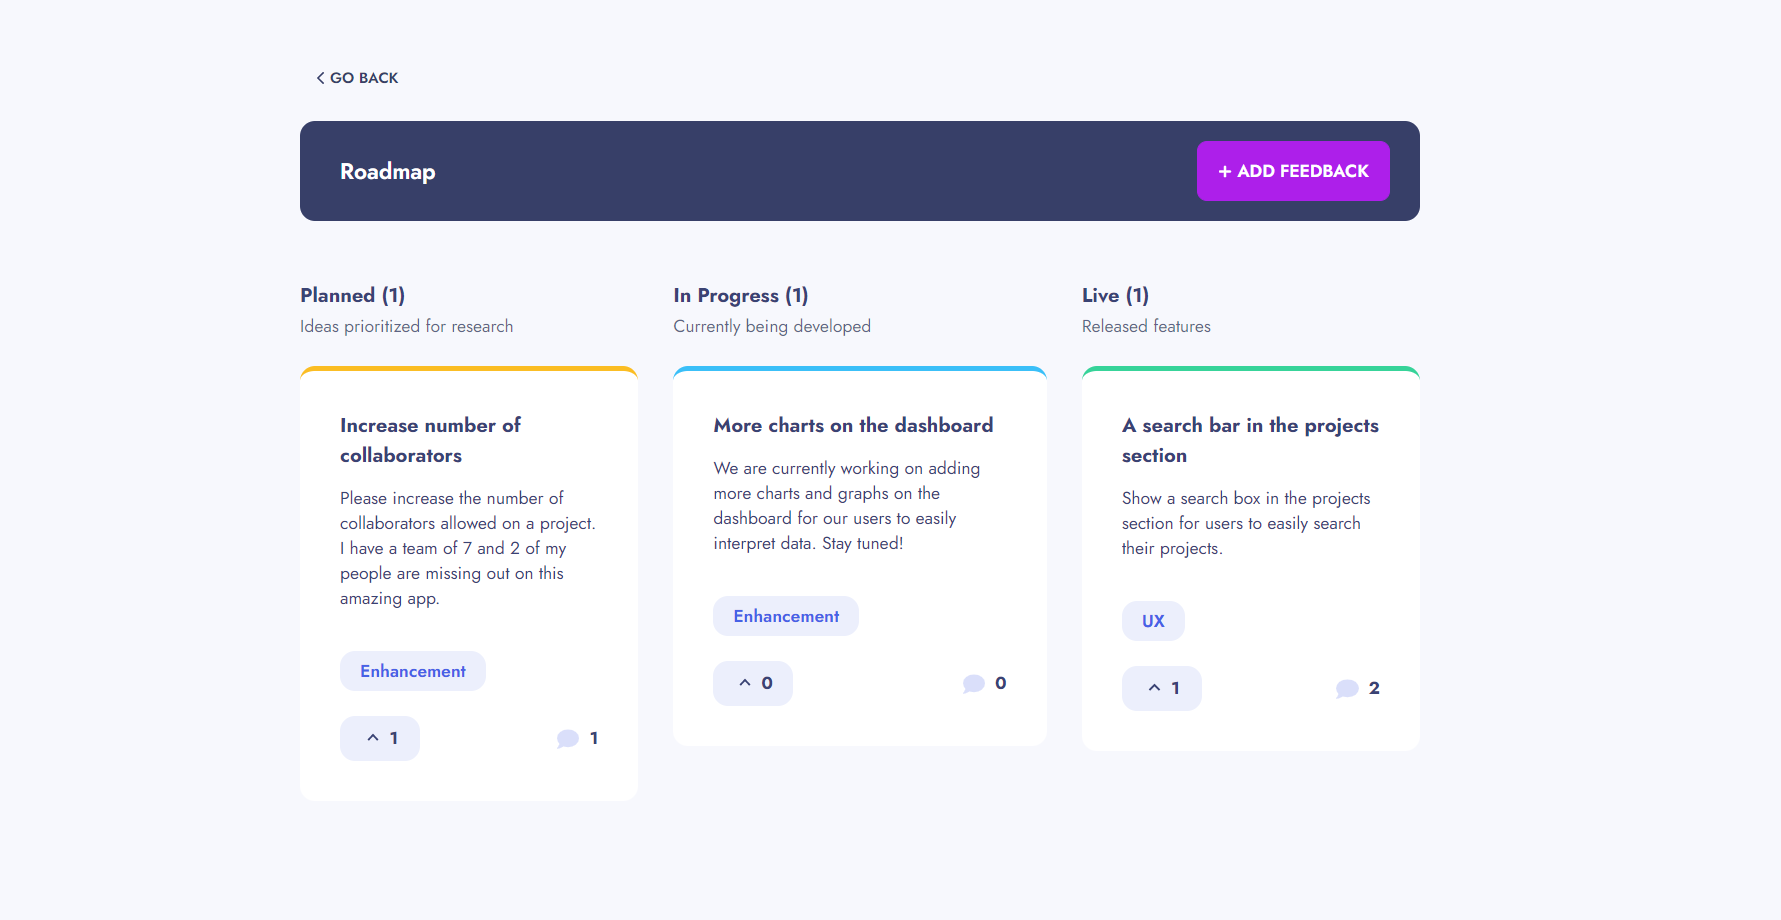 GO BACK
Roadmap
+ ADD FEEDBACK
Planned (1)
Ideas prioritized for research
Increase number of
collaborators
Please increase the number of
collaborators allowed on a project.
I have a team of 7 and 2 of my
people are missing out on this
amazing app.
Enhancement
1
1
In Progress (1)
Currently being developed
More charts on the dashboard
We are currently working on adding
more charts and graphs on the
dashboard for our users to easily
interpret data. Stay tuned!
Enhancement
0
0
Live (1)
Released features
A search bar in the projects
section
Show a search box in the projects
section for users to easily search
their projects.
UX
1
2